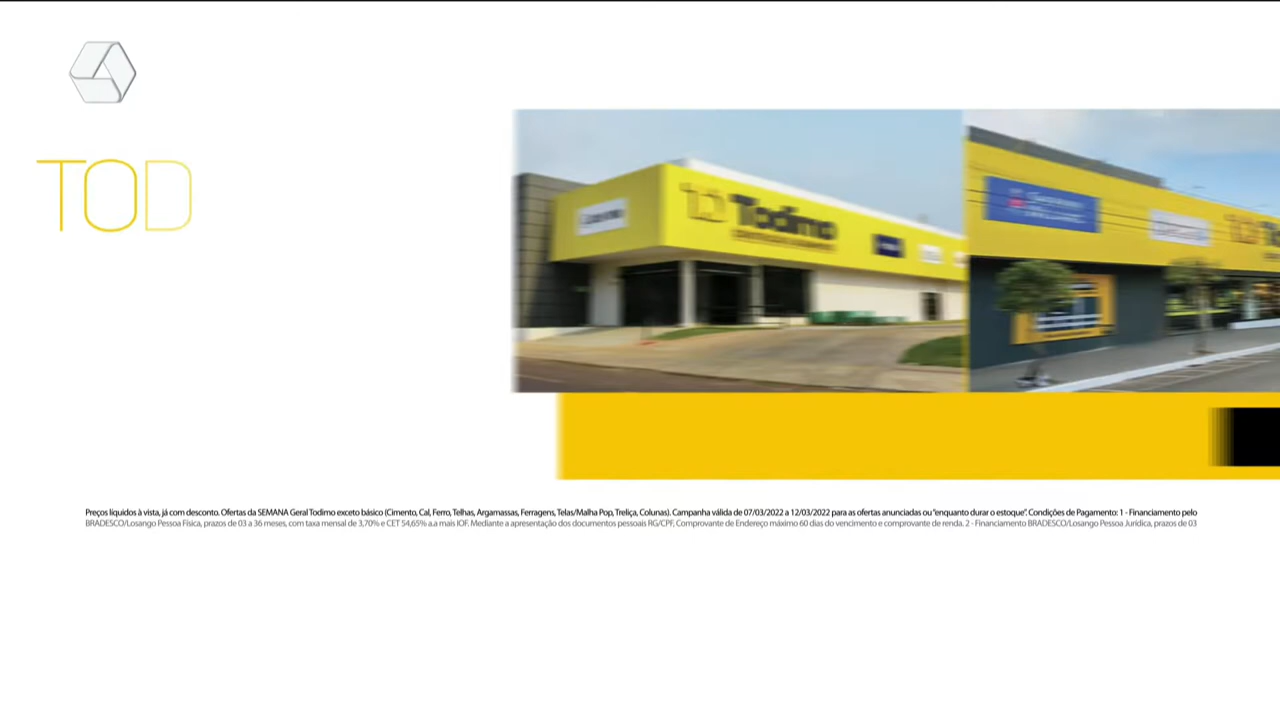 TOD
Todimo
Preços líquidos à vista, já com desconto. Ofertas da SEMANA Geral Todimo exceto básico (Cimento, Cal, Ferro, Telhas, Argamassas, Ferragens, Telas/Malha Pop, Treliça, Colunas). Campanha válida de 07/03/2022 a 12/03/2022 para as ofertas anunciadas ou "enquanto durar o estoque". Condições de Pagamento: 1 - Financiamento pelo
BRADESCO/Losango Pessoa Física, prazos de 03 a 36 meses, com taxa mensal de 3,70% e CET 54,65% a.a mais IOF. Mediante a apresentação dos documentos pessoais RG/CPF, Comprovante de Endereço máximo 60 dias do vencimento e comprovante de renda. 2 - Financiamento BRADESCO/Losango Pessoa Jurídica, prazos de 03